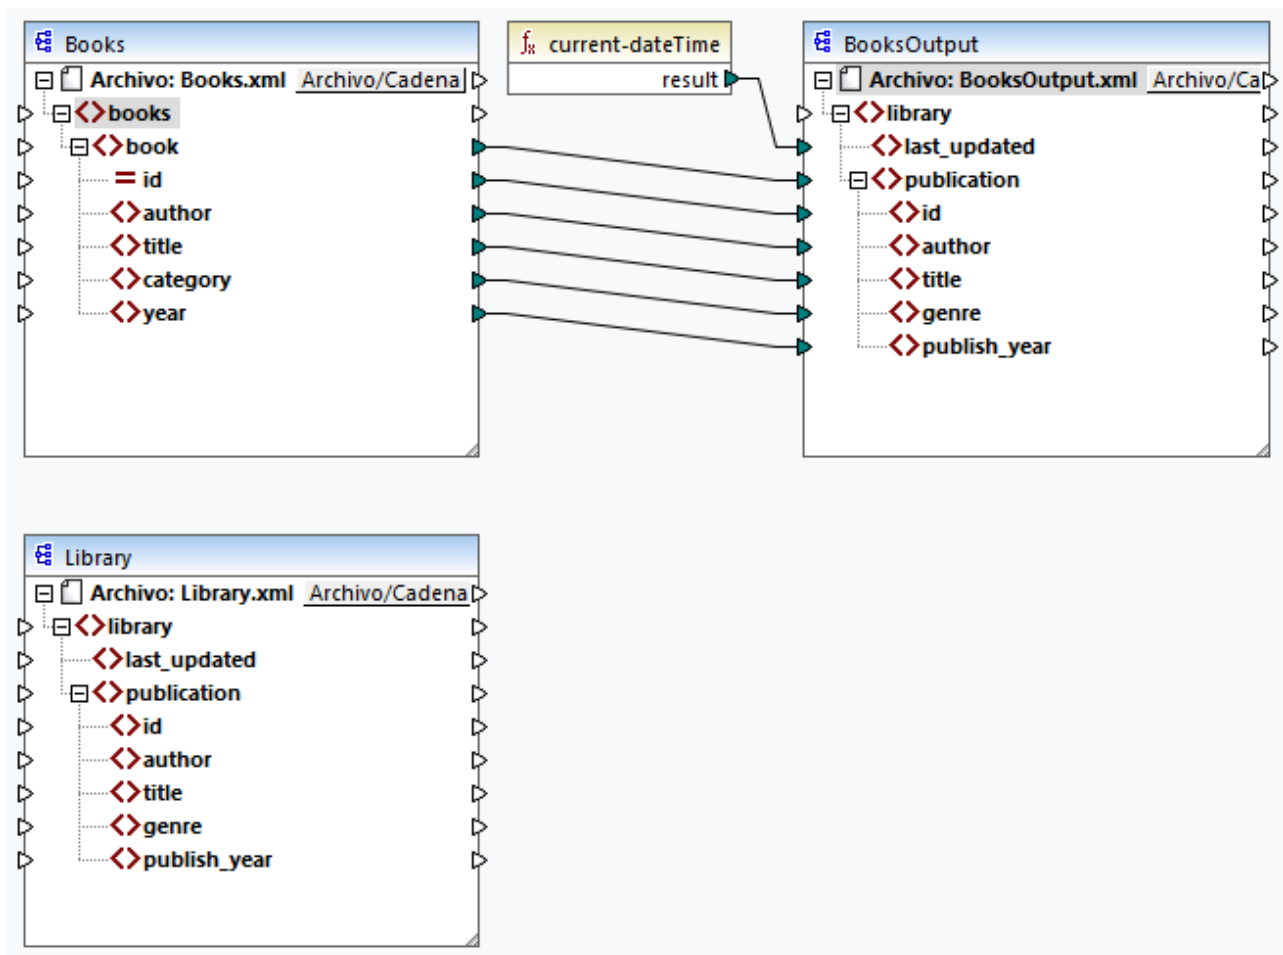 Books
Archivo: Books.xml Archivo/Cadena
books
book
id
author
title
category
year
current-dateTime
result
BooksOutput
Archivo: BooksOutput.xml Archivo/Ca
library
last_updated
publication
id
author
title
genre
publish_year
Library
Archivo: Library.xml Archivo/Cadena
library
last_updated
publication
id
author
title
genre
publish_year